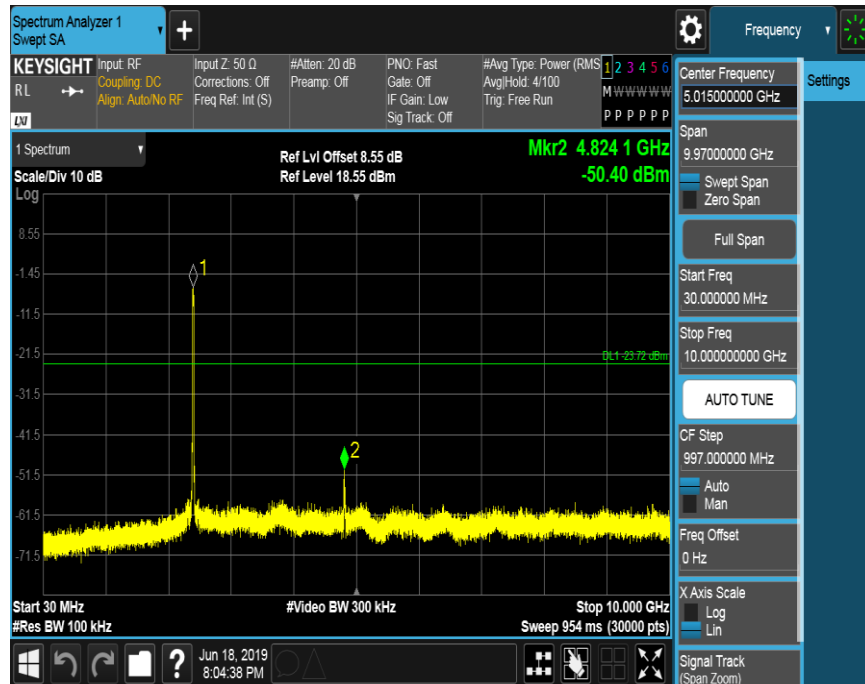 Spectrum Analyzer 1
Swept SA
+
Frequency
KEYSIGHT
RL
LXI
Input: RF
Coupling: DC
Align: Auto/No RF
Input Z: 50 Ω
Corrections: Off
Freq Ref: Int (S)
#Atten: 20 dB
Preamp: Off
PNO: Fast
Gate: Off
IF Gain: Low
Sig Track: Off
#Avg Type: Power (RMS
Avg|Hold: 4/100
Trig: Free Run
1 2 3 4 5 6
M W W W W W
P P P P P P
1 Spectrum
Scale/Div 10 dB
Ref Lvl Offset 8.55 dB
Ref Level 18.55 dBm
Mkr2 4.824 1 GHz
-50.40 dBm
Log
8.55
-1.45
-11.5
-21.5
-31.5
-41.5
-51.5
-61.5
-71.5
1
DL1 -23.72 dBm
2
Start 30 MHz
#Res BW 100 kHz
#Video BW 300 kHz
Stop 10.000 GHz
Sweep 954 ms (30000 pts)
Center Frequency
5.015000000 GHz
Settings
Span
9.97000000 GHz
Swept Span
Zero Span
Full Span
Start Freq
30.000000 MHz
Stop Freq
10.000000000 GHz
AUTO TUNE
CF Step
997.000000 MHz
Auto
Man
Freq Offset
0 Hz
X Axis Scale
Log
Lin
Signal Track
(Span Zoom)
?
Jun 18, 2019
8:04:38 PM